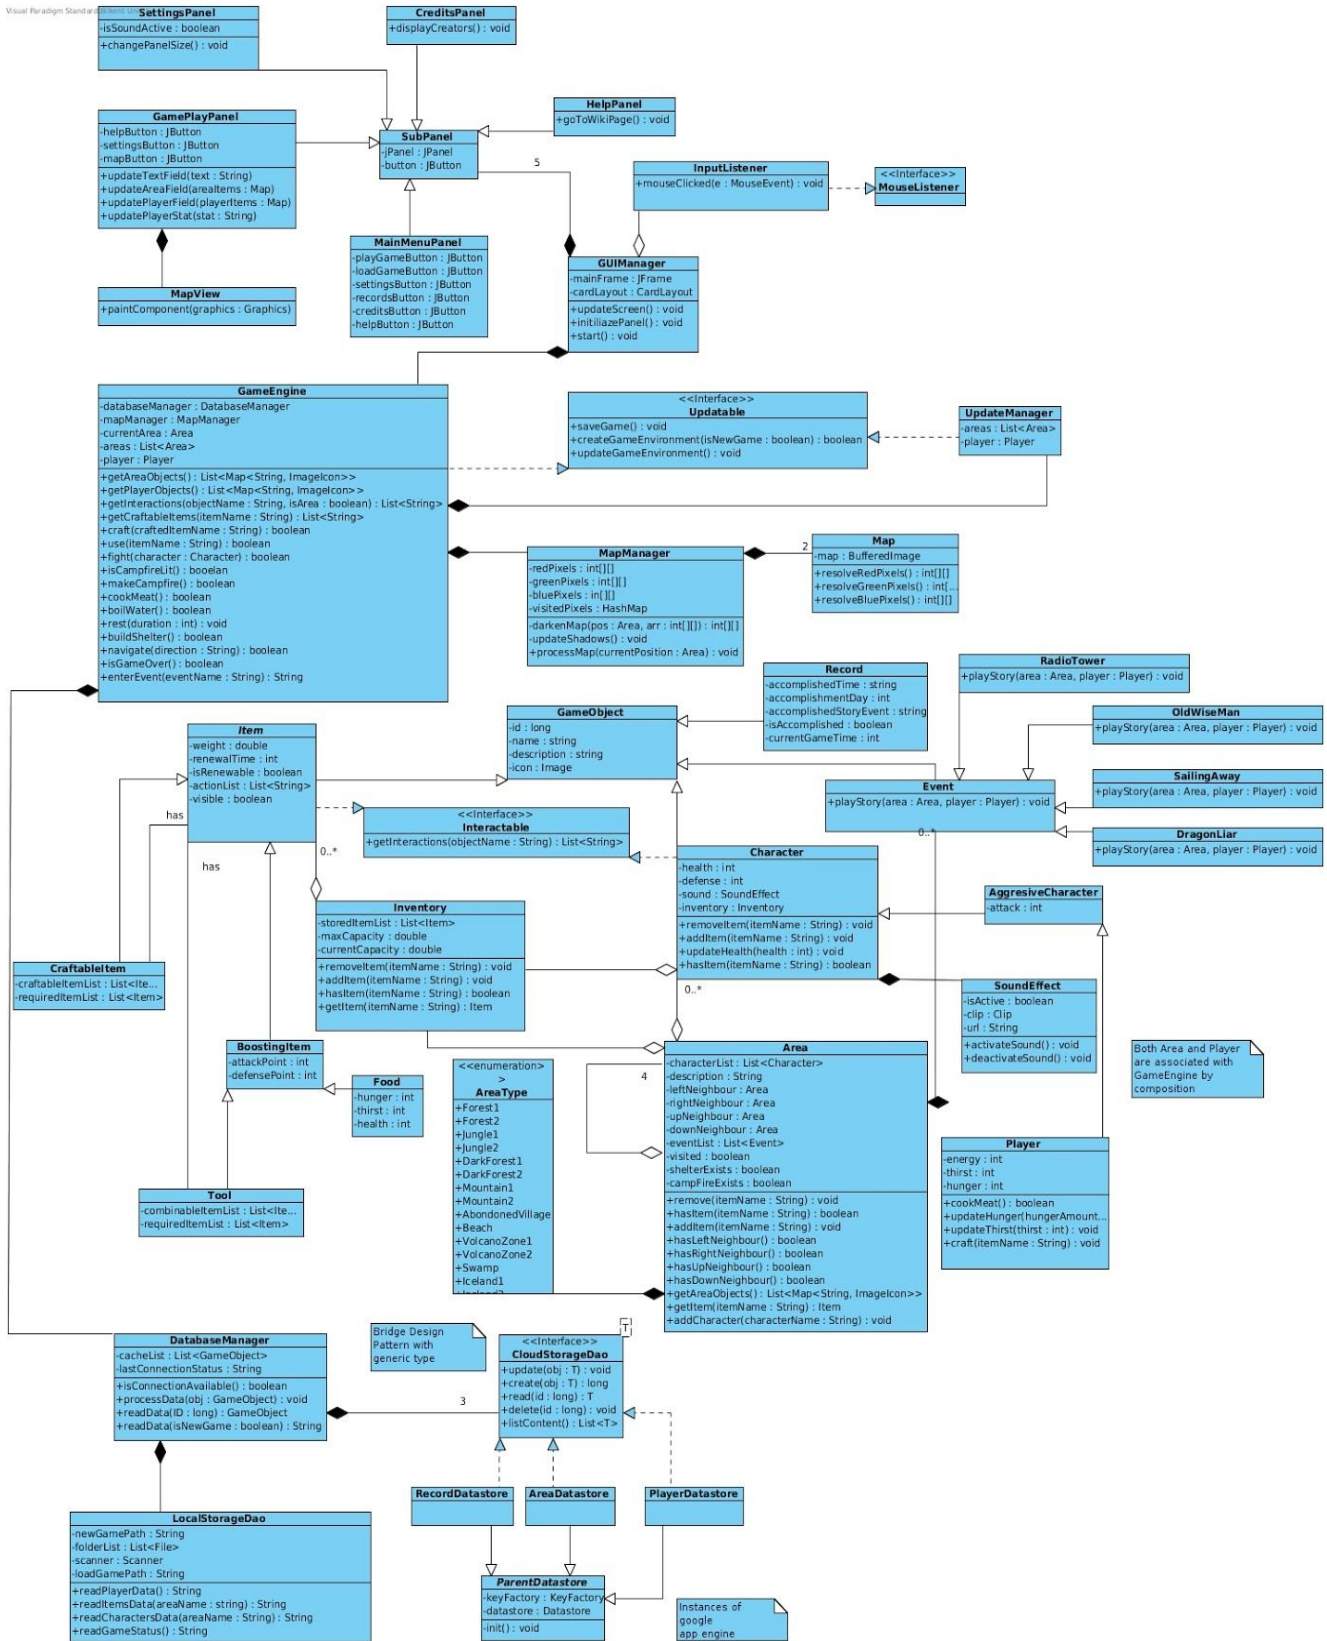 Visual Paradigm Standard
SettingsPanel
-isSoundActive : boolean
+changePanelSize() : void
CreditsPanel
+displayCreators() : void
HelpPanel
+goToWikiPage() : void
GamePlayPanel
-helpButton : JButton
-settingsButton : JButton
-mapButton : JButton
+updateTextField(text : String)
+updateAreaField(areaItems : Map)
+updatePlayerField(playerItems : Map)
+updatePlayerStat(stat : String)
SubPanel
-jPanel : JPanel
-button : JButton
5
InputListener
+mouseClicked(e : MouseEvent) : void
<<Interface>>
MouseListener
MainMenuPanel
-playGameButton : JButton
-loadGameButton : JButton
-settingsButton : JButton
-recordsButton : JButton
-creditsButton : JButton
-helpButton : JButton
GUIManager
-mainFrame : JFrame
-cardLayout : CardLayout
+updateScreen() : void
+initiliazePanel() : void
+start() : void
MapView
+paintComponent(graphics : Graphics)
GameEngine
-databaseManager : DatabaseManager
-mapManager : MapManager
-currentArea : Area
-areas : List<Area>
-player : Player
+getAreaObjects() : List<Map<String, ImageIcon>>
+getPlayerObjects() : List<Map<String, ImageIcon>>
+getInteractions(objectName : String, isArea : boolean) : List<String>
+getCraftableItems(itemName : String) : List<String>
+craft(craftedItemName : String) : boolean
+use(itemName : String) : boolean
+fight(character : Character) : boolean
+isCampfireLit() : booelan
+makeCampfire() : boolean
+cookMeat() : boolean
+boilWater() : boolean
+rest(duration : int) : void
+buildShelter() : boolean
+navigate(direction : String) : boolean
+isGameOver() : boolean
+enterEvent(eventName : String) : String
<<Interface>>
Updatable
+saveGame() : void
+createGameEnvironment(isNewGame : boolean) : boolean
+updateGameEnvironment() : void
UpdateManager
-areas : List<Area>
-player : Player
MapManager
-redPixels : int[][]
-greenPixels : int[][]
-bluePixels : in[][]
-visitedPixels : HashMap
-darkenMap(pos : Area, arr : int[][]) : int[][]
-updateShadows() : void
+processMap(currentPosition : Area) : void
2
Map
-map : BufferedImage
+resolveRedPixels() : int[][]
+resolveGreenPixels() : int[...
+resolveBluePixels() : int[][]
Record
-accomplishedTime : string
-accomplishmentDay : int
-accomplishedStoryEvent : string
-isAccomplished : boolean
-currentGameTime : int
RadioTower
+playStory(area : Area, player : Player) : void
OldWiseMan
+playStory(area : Area, player : Player) : void
SailingAway
+playStory(area : Area, player : Player) : void
DragonLiar
+playStory(area : Area, player : Player) : void
Event
+playStory(area : Area, player : Player) : void
0..*
GameObject
-id : long
-name : string
-description : string
-icon : Image
Item
-weight : double
-renewalTime : int
-isRenewable : boolean
-actionList : List<String>
-visible : boolean
has
has
0..*
<<Interface>>
Interactable
+getInteractions(objectName : String) : List<String>
Character
-health : int
-defense : int
-sound : SoundEffect
-inventory : Inventory
+removeItem(itemName : String) : void
+addItem(itemName : String) : void
+updateHealth(health : int) : void
+hasItem(itemName : String) : boolean
0..*
AggresiveCharacter
-attack : int
Inventory
-storedItemList : List<Item>
-maxCapacity : double
-currentCapacity : double
+removeItem(itemName : String) : void
+addItem(itemName : String) : void
+hasItem(itemName : String) : boolean
+getItem(itemName : String) : Item
CraftableItem
-craftableItemList : List<Ite...
-requiredItemList : List<Item>
SoundEffect
-isActive : boolean
-clip : Clip
-url : String
+activateSound() : void
+deactivateSound() : void
Both Area and Player
are associated with
GameEngine by
composition
BoostingItem
-attackPoint : int
-defensePoint : int
Food
-hunger : int
-thirst : int
-health : int
Tool
-combinableItemList : List<Ite...
-requiredItemList : List<Item>
<<enumeration>
>
AreaType
+Forest1
+Forest2
+Jungle1
+Jungle2
+DarkForest1
+DarkForest2
+Mountain1
+Mountain2
+AbondonedVillage
+Beach
+VolcanoZone1
+VolcanoZone2
+Swamp
+Iceland1
4
Area
-characterList : List<Character>
-description : String
-leftNeighbour : Area
-rightNeighbour : Area
-upNeighbour : Area
-downNeighbour : Area
-eventList : List<Event>
-visited : boolean
-shelterExists : boolean
-campFireExists : boolean
+remove(itemName : String) : void
+hasItem(itemName : String) : boolean
+addItem(itemName : String) : void
+hasLeftNeighbour() : boolean
+hasRightNeighbour() : boolean
+hasUpNeighbour() : boolean
+hasDownNeighbour() : boolean
+getAreaObjects() : List<Map<String, ImageIcon>>
+getItem(itemName : String) : Item
+addCharacter(characterName : String) : void
Player
-energy : int
-thirst : int
-hunger : int
+cookMeat() : boolean
+updateHunger(hungerAmount...
+updateThirst(thirst : int) : void
+craft(itemName : String) : void
DatabaseManager
-cacheList : List<GameObject>
-lastConnectionStatus : String
+isConnectionAvailable() : boolean
+processData(obj : GameObject) : void
+readData(ID : long) : GameObject
+readData(isNewGame : boolean) : String
Bridge Design
Pattern with
generic type
3
T
<<Interface>>
CloudStorageDao
+update(obj : T) : void
+create(obj : T) : long
+read(id : long) : T
+delete(id : long) : void
+listContent() : List<T>
RecordDatastore
AreaDatastore
PlayerDatastore
LocalStorageDao
-newGamePath : String
-folderList : List<File>
-scanner : Scanner
-loadGamePath : String
+readPlayerData() : String
+readItemsData(areaName : string) : String
+readCharactersData(areaName : String) : String
+readGameStatus() : String
ParentDatastore
-keyFactory : KeyFactory
-datastore : Datastore
-init() : void
Instances of
google
app engine